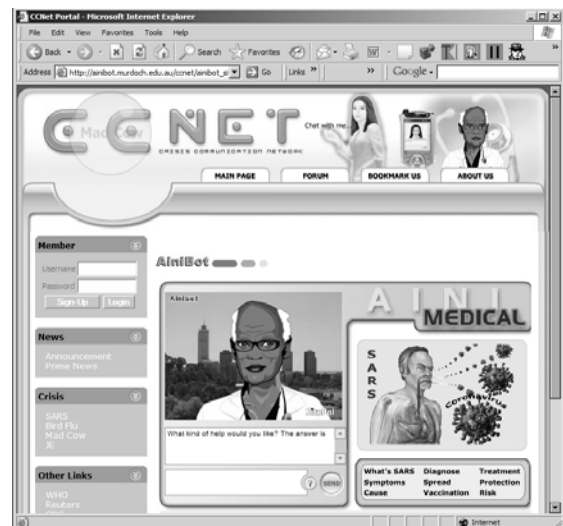 CCNet Portal - Microsoft Internet Explorer
File Edit View Favorites Tools Help
Back Search Favorites
Address http://ainibot.murdoch.edu.au/ccnet/ainibot_s Go Links » » Google
CCNET
Mad Cow
CRISIS COMMUNICATION NETWORK
Chat with me...
MAIN PAGE FORUM BOOKMARK US ABOUT US
Member
Username
Password
Sign-Up Login
News
Announcement
Prime News
Crisis
SARS
Bird Flu
Mad Cow
JE
Other Links
WHO
Reuters
AiniBot
Ainibot
What kind of help would you like? The answer is
? SEND
AINI
MEDICAL
SARS
Coronavirus
What's SARS Diagnose Treatment
Symptoms Spread Protection
Cause Vaccination Risk
Internet